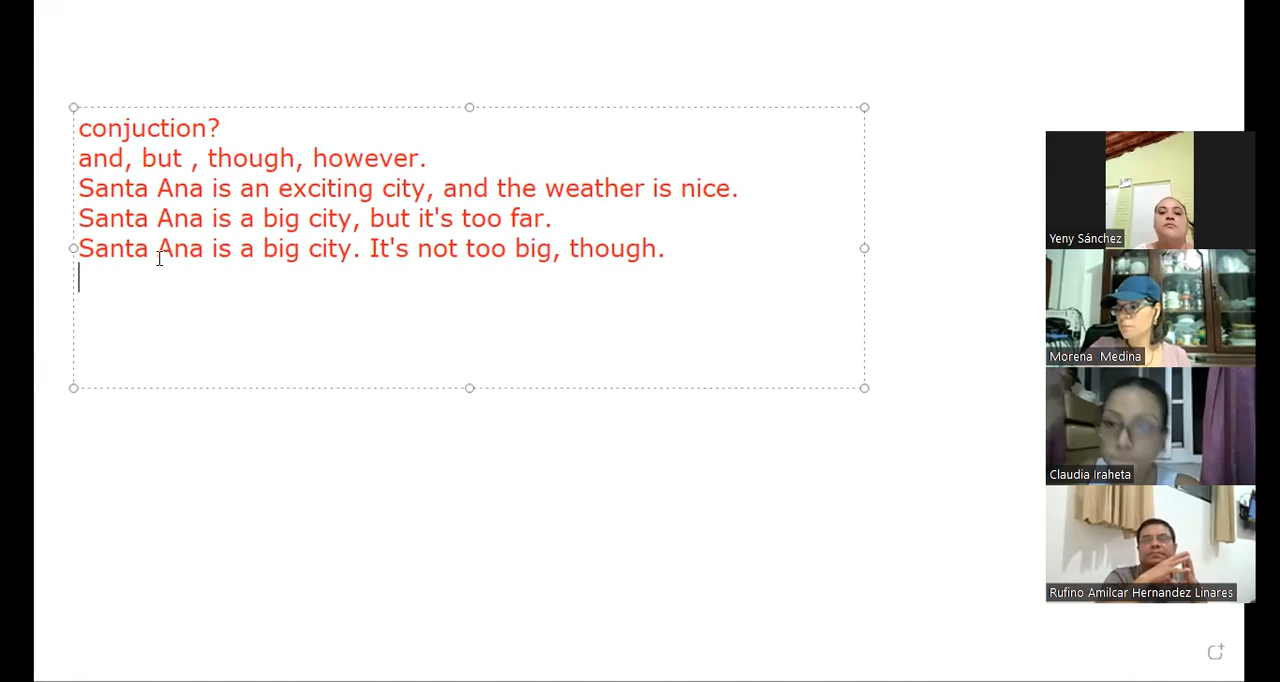 conjuction?
and, but , though, however.
Santa Ana is an exciting city, and the weather is nice.
Santa Ana is a big city, but it's too far.
Santa Ana is a big city. It's not too big, though.
Yeny Sánchez
Morena Medina
Claudia Iraheta
Rufino Amilcar Hernandez Linares